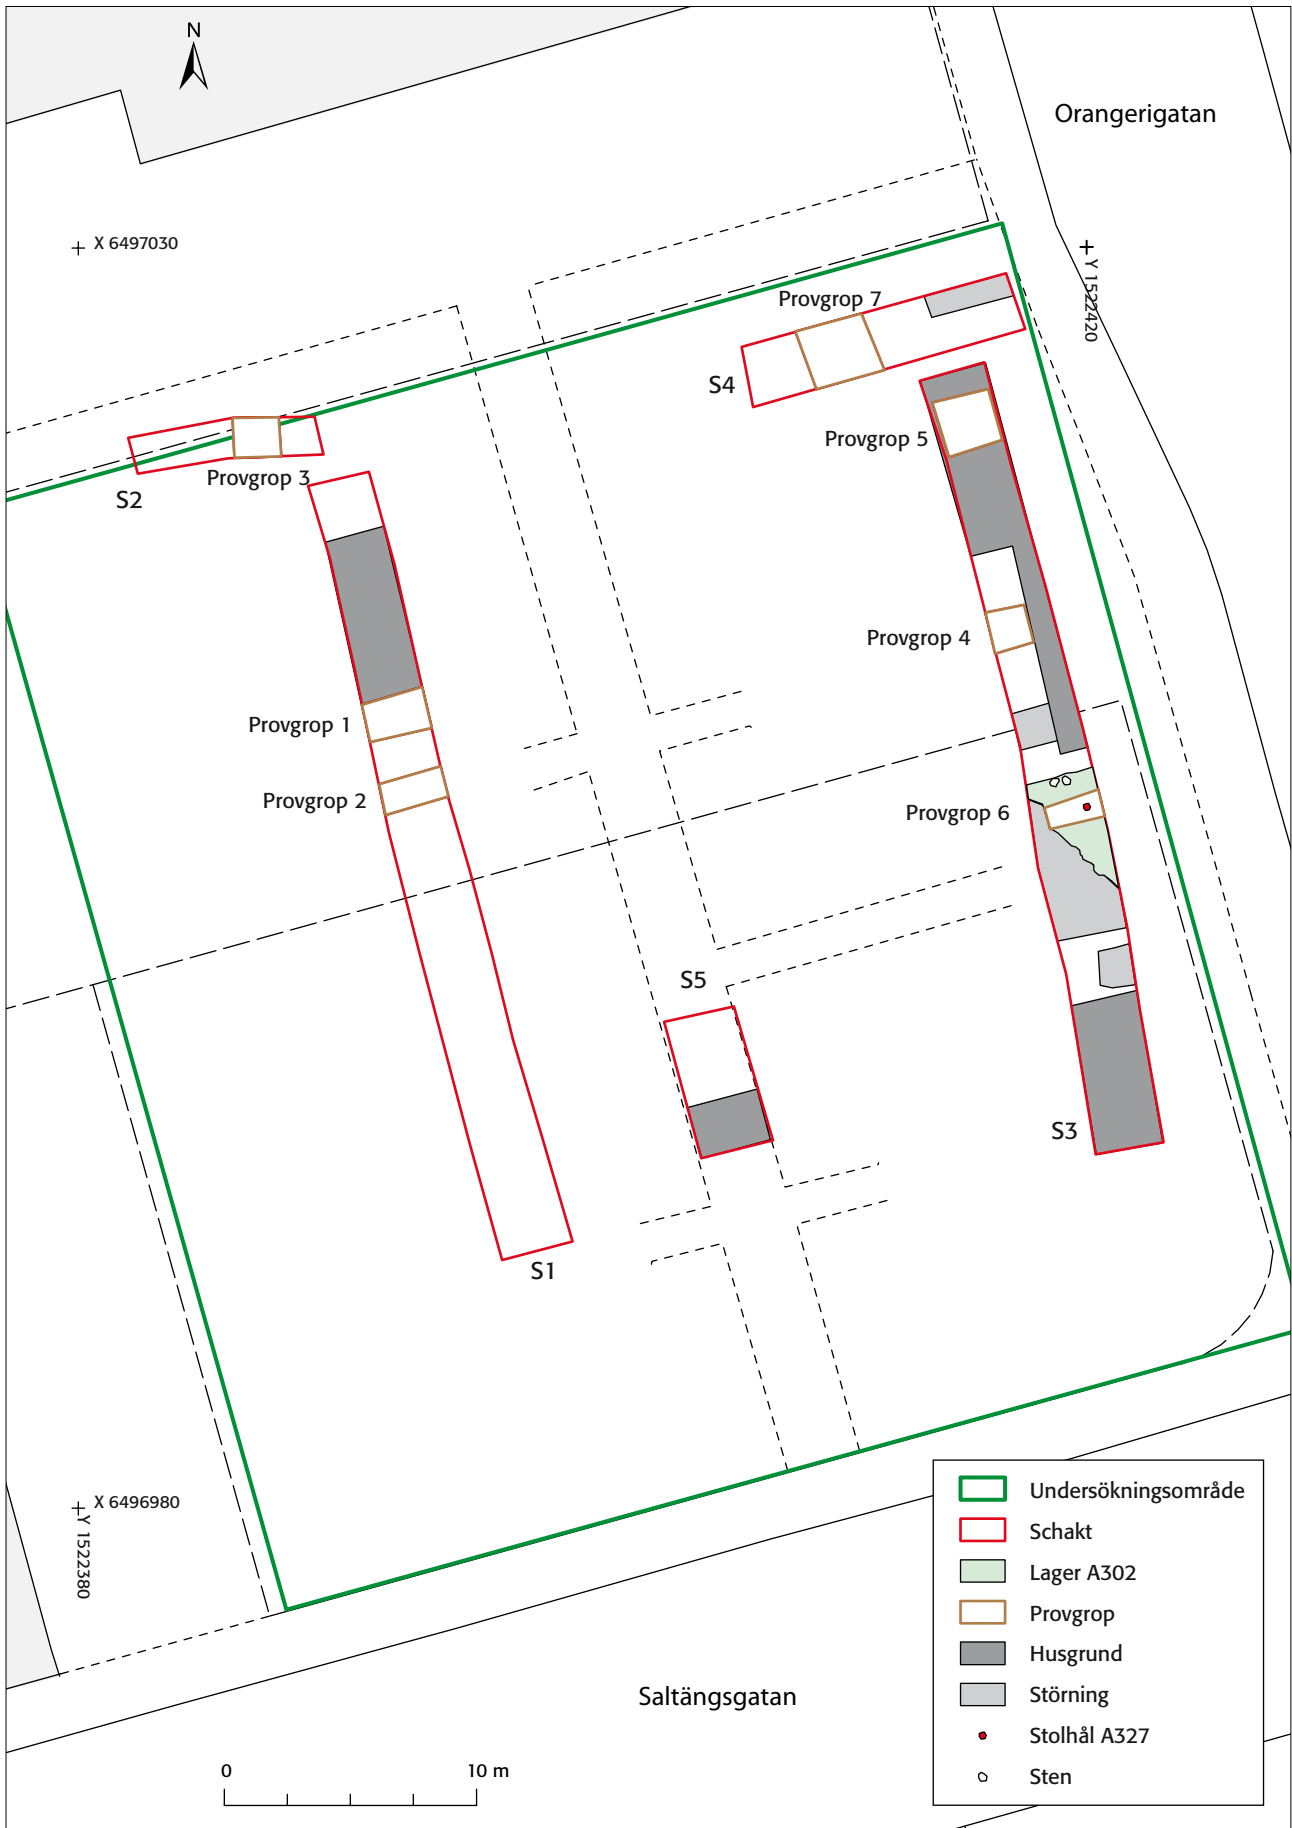 N
Orangerigatan
X 6497030
Y 1522420
Provgrop 7
S4
Provgrop 5
Provgrop 3
S2
Provgrop 4
Provgrop 1
Provgrop 2
Provgrop 6
S5
S3
S1
X 6496980
Y 1522380
Undersökningsområde
Schakt
Lager A302
Provgrop
Husgrund
Störning
Stolhål A327
Sten
Saltängsgatan
0 10 m